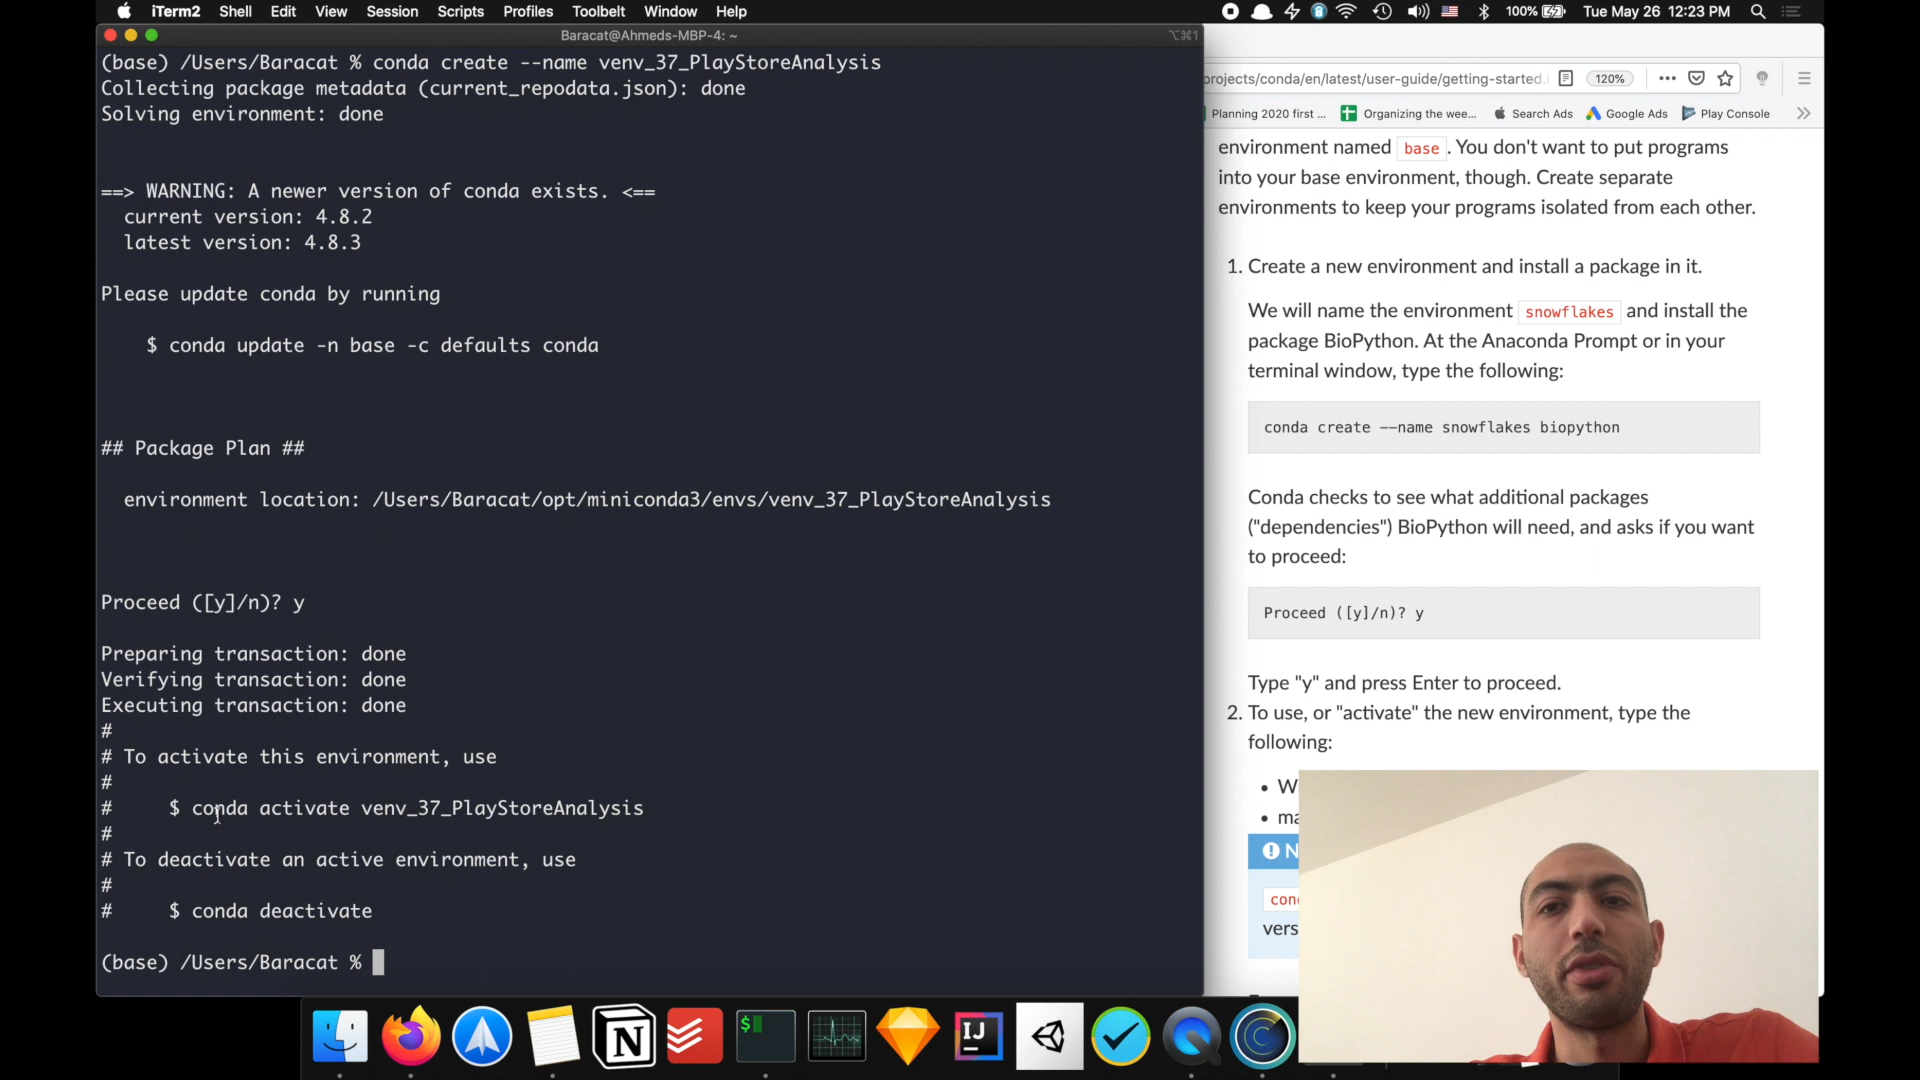 iTerm2 Shell Edit View Session Scripts Profiles Toolbelt Window Help
100% Tue May 26 12:23 PM
Baracat@Ahmeds-MBP-4: ~
⌥⌘1
(base) /Users/Baracat % conda create --name venv_37_PlayStoreAnalysis
Collecting package metadata (current_repodata.json): done
Solving environment: done
==> WARNING: A newer version of conda exists. <==
current version: 4.8.2
latest version: 4.8.3
Please update conda by running
$ conda update -n base -c defaults conda
## Package Plan ##
environment location: /Users/Baracat/opt/miniconda3/envs/venv_37_PlayStoreAnalysis
Proceed ([y]/n)? y
Preparing transaction: done
Verifying transaction: done
Executing transaction: done
#
# To activate this environment, use
#
# $ conda activate venv_37_PlayStoreAnalysis
#
# To deactivate an active environment, use
#
# $ conda deactivate
(base) /Users/Baracat %
projects/conda/en/latest/user-guide/getting-started. 120%
Planning 2020 first ... Organizing the wee... Search Ads Google Ads Play Console
environment named base . You don't want to put programs
into your base environment, though. Create separate
environments to keep your programs isolated from each other.
1. Create a new environment and install a package in it.
We will name the environment snowflakes and install the
package BioPython. At the Anaconda Prompt or in your
terminal window, type the following:
conda create --name snowflakes biopython
Conda checks to see what additional packages
("dependencies") BioPython will need, and asks if you want
to proceed:
Proceed ([y]/n)? y
Type "y" and press Enter to proceed.
2. To use, or "activate" the new environment, type the
following:
• W
• ma
N
con
vers
$
N
IJ